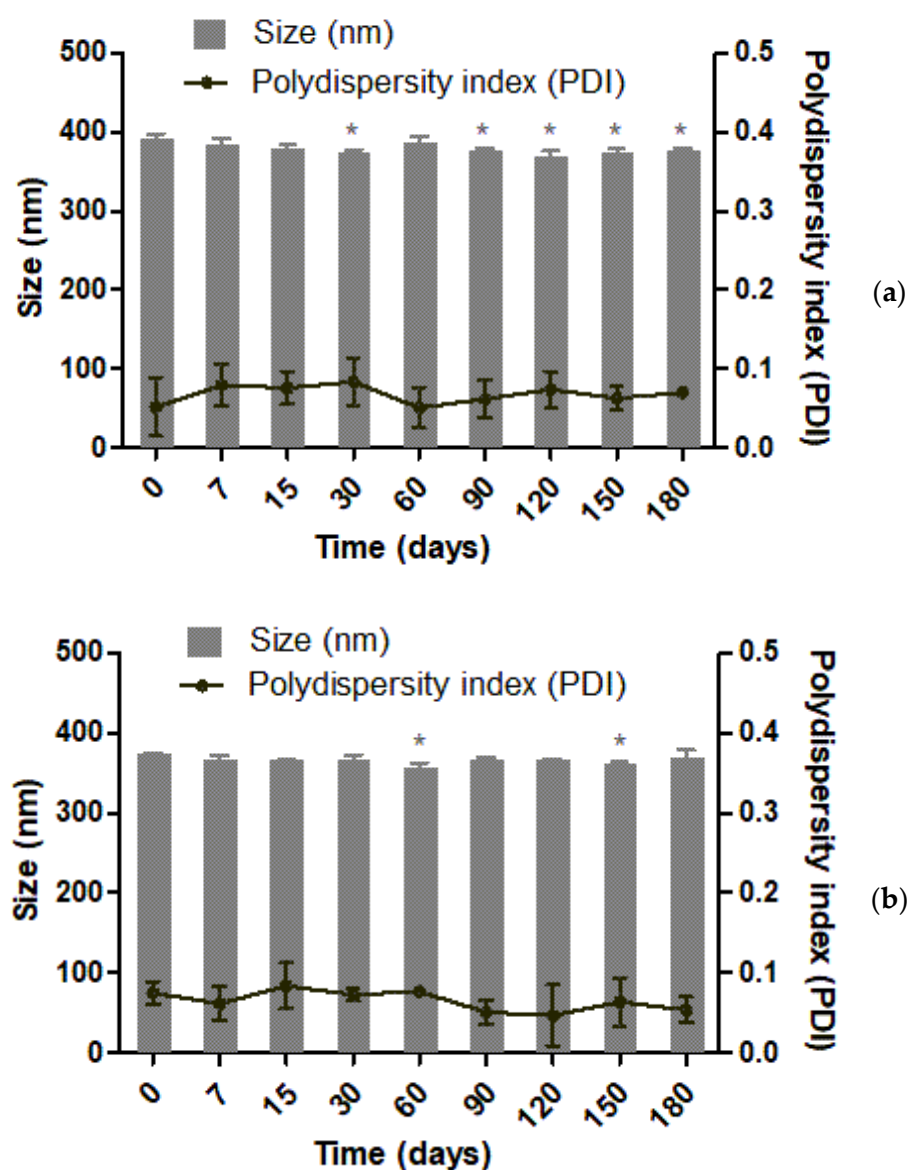 Size (nm)
Polydispersity index (PDI)
500
400
300
200
100
0
Size (nm)
* * * * * *
0.5
0.4
0.3
0.2
0.1
0.0
Polydispersity index (PDI)
0 7 15 30 60 90 120 150 180
Time (days)
(a)
Size (nm)
Polydispersity index (PDI)
500
400
300
200
100
0
Size (nm)
* *
0.5
0.4
0.3
0.2
0.1
0.0
Polydispersity index (PDI)
0 7 15 30 60 90 120 150 180
Time (days)
(b)